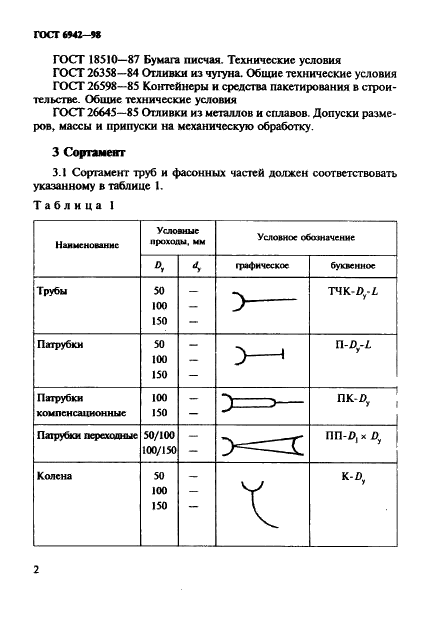 ГОСТ 6942—98
ГОСТ 18510—87 Бумага писчая. Технические условия
ГОСТ 26358—84 Отливки из чугуна. Общие технические условия
ГОСТ 26598—85 Контейнеры и средства пакетирования в строи-
тельстве. Общие технические условия
ГОСТ 26645—85 Отливки из металлов и сплавов. Допуски разме-
ров, массы и припуски на механическую обработку.
3 Сортамент
3.1 Сортамент труб и фасонных частей должен соответствовать
указанному в таблице 1.
Таблица 1
Наименование
Условные
проходы, мм
Условное обозначение
Dу dу графическое буквенное
Трубы 50 — ТЧК-Dу-L
100 —
150 —
Патрубки 50 — П-Dу-L
100 —
150 —
Патрубки 100 — ПК-Dу
компенсационные 150 —
Патрубки переходные 50/100 — ПП-D1 × Dу
100/150 —
Колена 50 — К-Dу
100 —
150 —
2